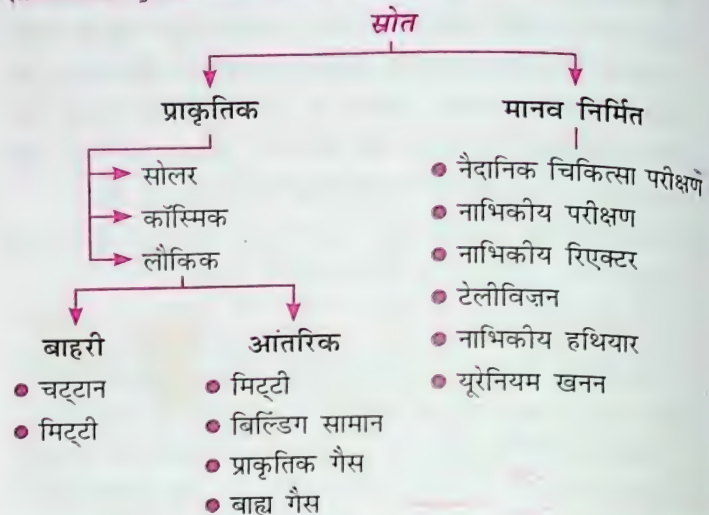 स्रोत
प्राकृतिक
सोलर
कॉस्मिक
लौकिक
बाहरी
चट्टान
मिट्टी
आंतरिक
मिट्टी
बिल्डिंग सामान
प्राकृतिक गैस
बाह्य गैस
मानव निर्मित
नैदानिक चिकित्सा परीक्षण
नाभिकीय परीक्षण
नाभिकीय रिएक्टर
टेलीविज़न
नाभिकीय हथियार
यूरेनियम खनन